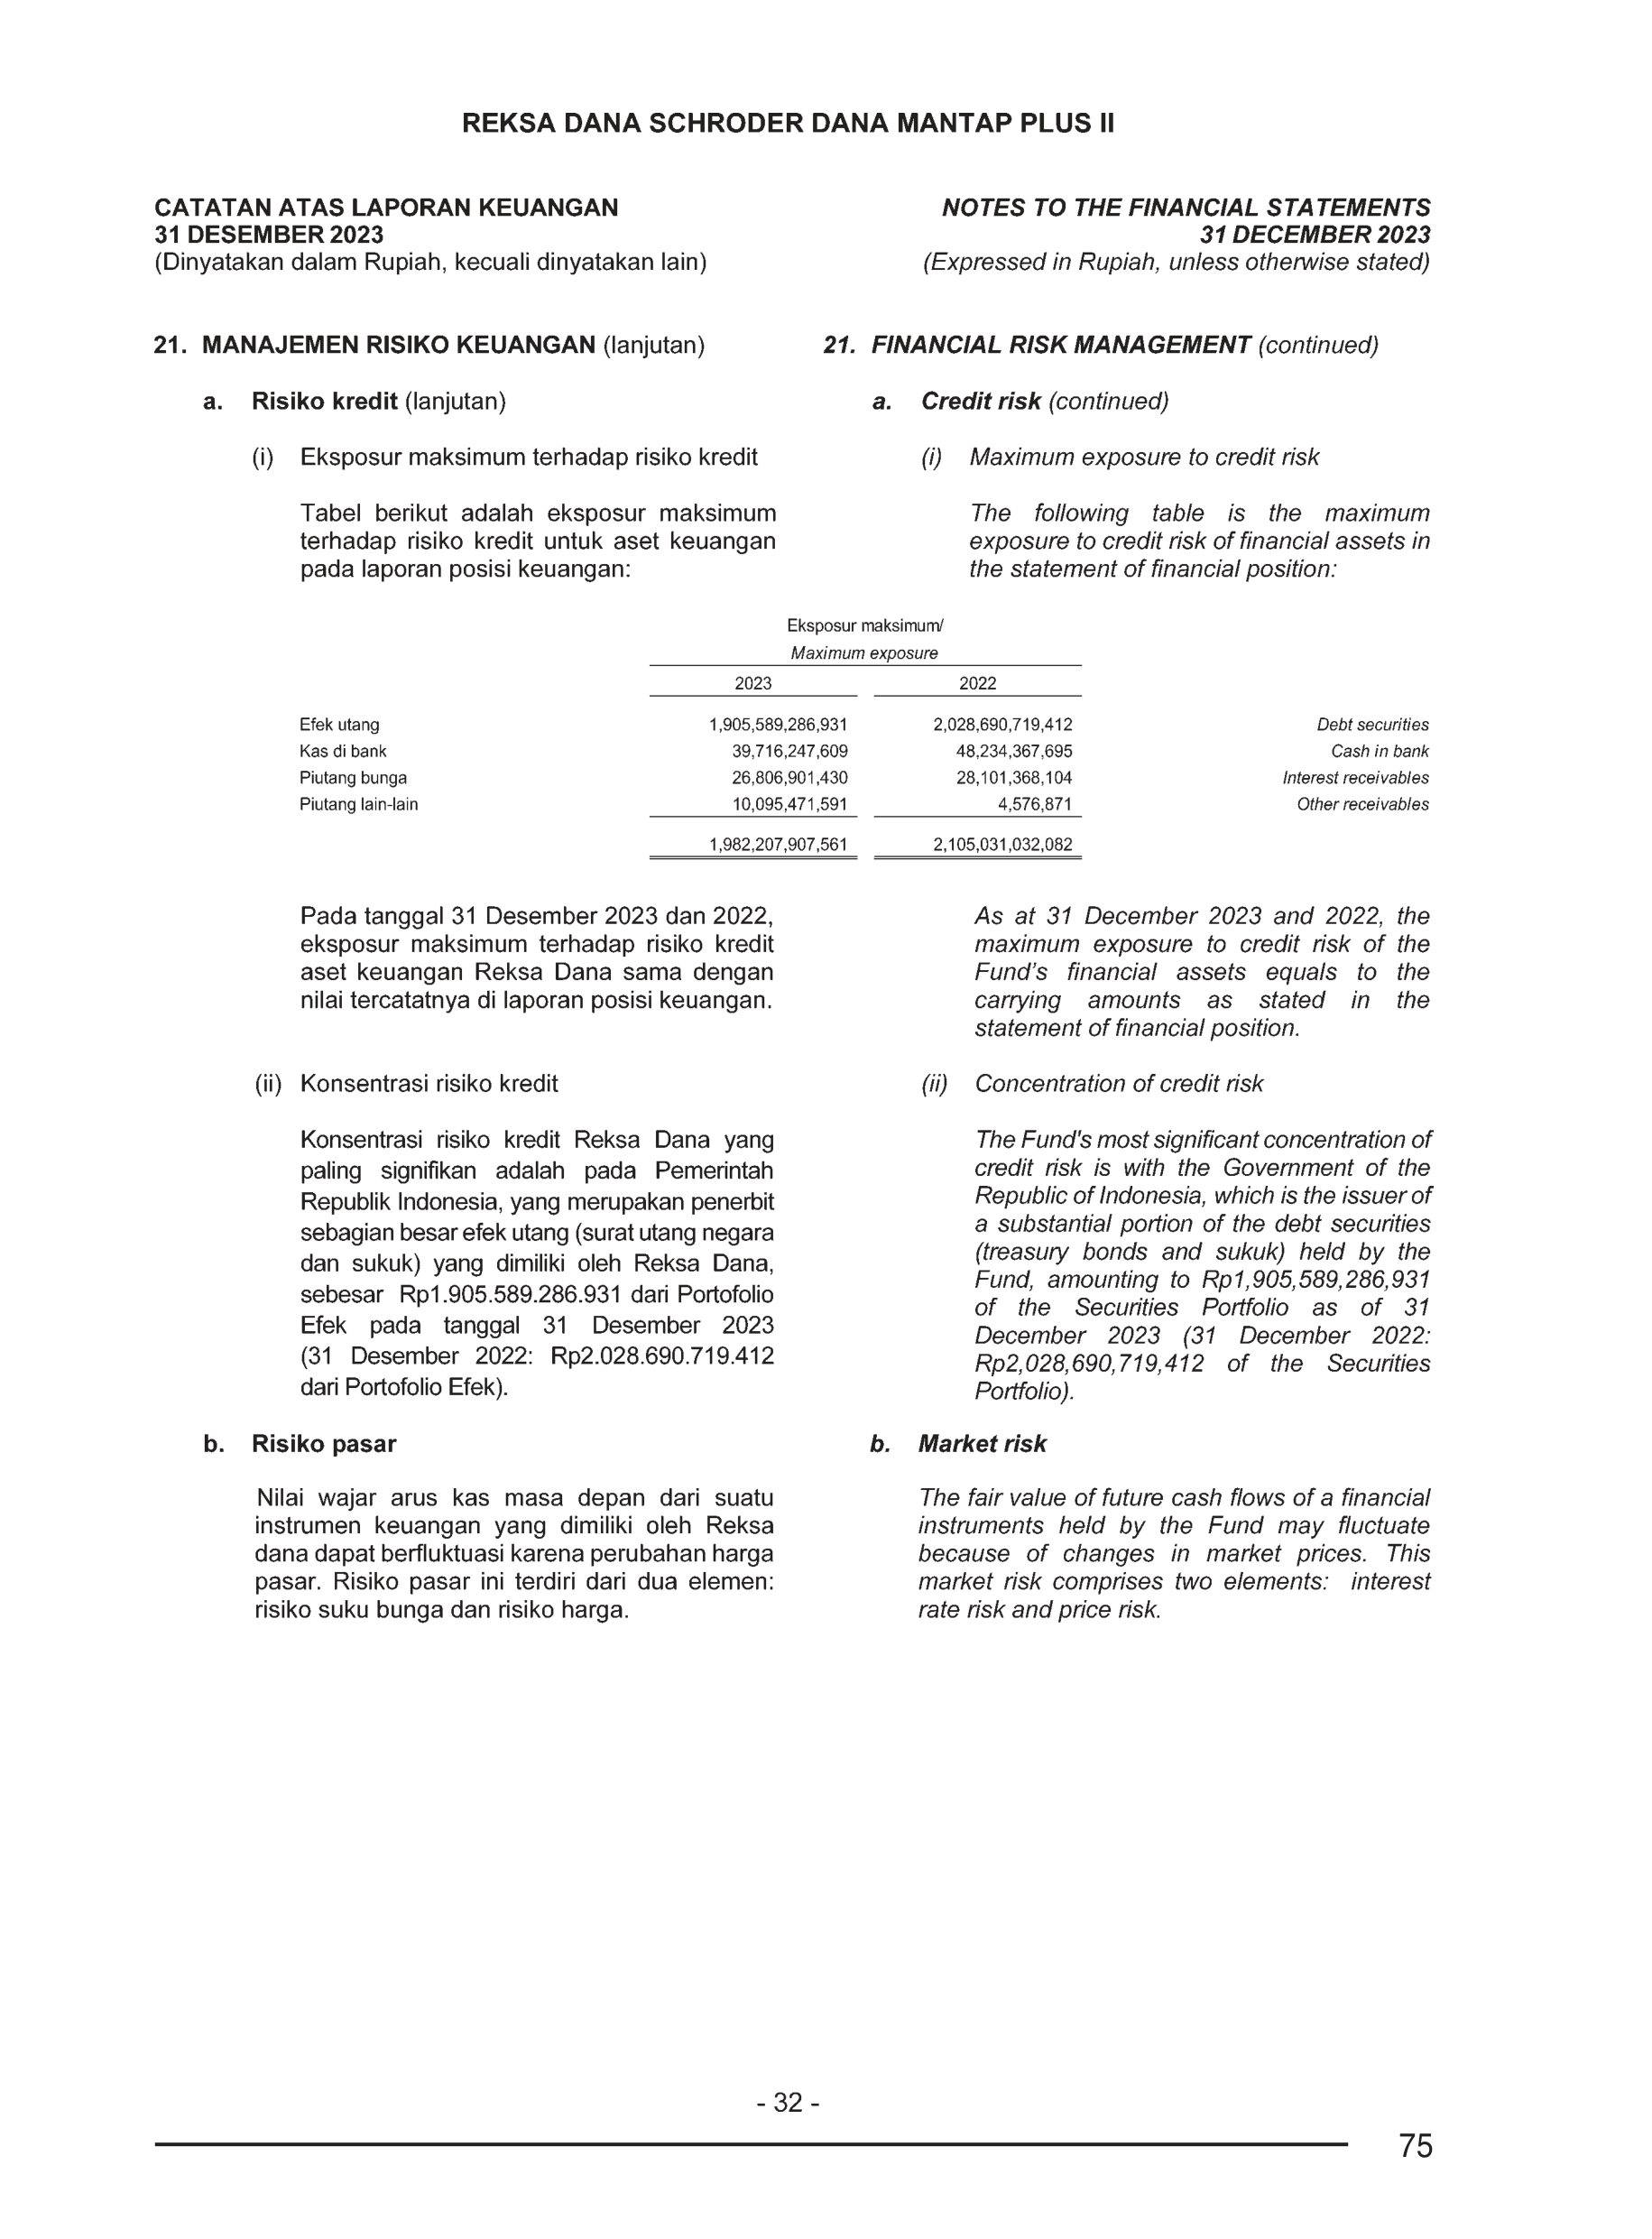 REKSA DANA SCHRODER DANA MANTAP PLUS II
CATATAN ATAS LAPORAN KEUANGAN
31 DESEMBER 2023
(Dinyatakan dalam Rupiah, kecuali dinyatakan lain)
NOTES TO THE FINANCIAL STATEMENTS
31 DECEMBER 2023
(Expressed in Rupiah, unless otherwise stated)
21. MANAJEMEN RISIKO KEUANGAN (lanjutan)
a. Risiko kredit (lanjutan)
(i) Eksposur maksimum terhadap risiko kredit
Tabel berikut adalah eksposur maksimum
terhadap risiko kredit untuk aset keuangan
pada laporan posisi keuangan:
21. FINANCIAL RISK MANAGEMENT (continued)
a. Credit risk (continued)
(i) Maximum exposure to credit risk
The following table is the maximum
exposure to credit risk of financial assets in
the statement of financial position:
Eksposur maksimum/
Maximum exposure
2023 2022
Efek utang 1,905,589,286,931 2,028,690,719,412 Debt securities
Kas di bank 39,716,247,609 48,234,367,695 Cash in bank
Piutang bunga 26,806,901,430 28,101,368,104 Interest receivables
Piutang lain-lain 10,095,471,591 4,576,871 Other receivables
1,982,207,907,561 2,105,031,032,082
Pada tanggal 31 Desember 2023 dan 2022,
eksposur maksimum terhadap risiko kredit
aset keuangan Reksa Dana sama dengan
nilai tercatatnya di laporan posisi keuangan.
(ii) Konsentrasi risiko kredit
Konsentrasi risiko kredit Reksa Dana yang
paling signifikan adalah pada Pemerintah
Republik Indonesia, yang merupakan penerbit
sebagian besar efek utang (surat utang negara
dan sukuk) yang dimiliki oleh Reksa Dana,
sebesar Rp1.905.589.286.931 dari Portofolio
Efek pada tanggal 31 Desember 2023
(31 Desember 2022: Rp2.028.690.719.412
dari Portofolio Efek).
b. Risiko pasar
Nilai wajar arus kas masa depan dari suatu
instrumen keuangan yang dimiliki oleh Reksa
dana dapat berfluktuasi karena perubahan harga
pasar. Risiko pasar ini terdiri dari dua elemen:
risiko suku bunga dan risiko harga.
As at 31 December 2023 and 2022, the
maximum exposure to credit risk of the
Fund's financial assets equals to the
carrying amounts as stated in the
statement of financial position.
(ii) Concentration of credit risk
The Fund's most significant concentration of
credit risk is with the Government of the
Republic of Indonesia, which is the issuer of
a substantial portion of the debt securities
(treasury bonds and sukuk) held by the
Fund, amounting to Rp1,905,589,286,931
of the Securities Portfolio as of 31
December 2023 (31 December 2022:
Rp2,028,690,719,412 of the Securities
Portfolio).
b. Market risk
The fair value of future cash flows of a financial
instruments held by the Fund may fluctuate
because of changes in market prices. This
market risk comprises two elements: interest
rate risk and price risk.
- 32 -
75